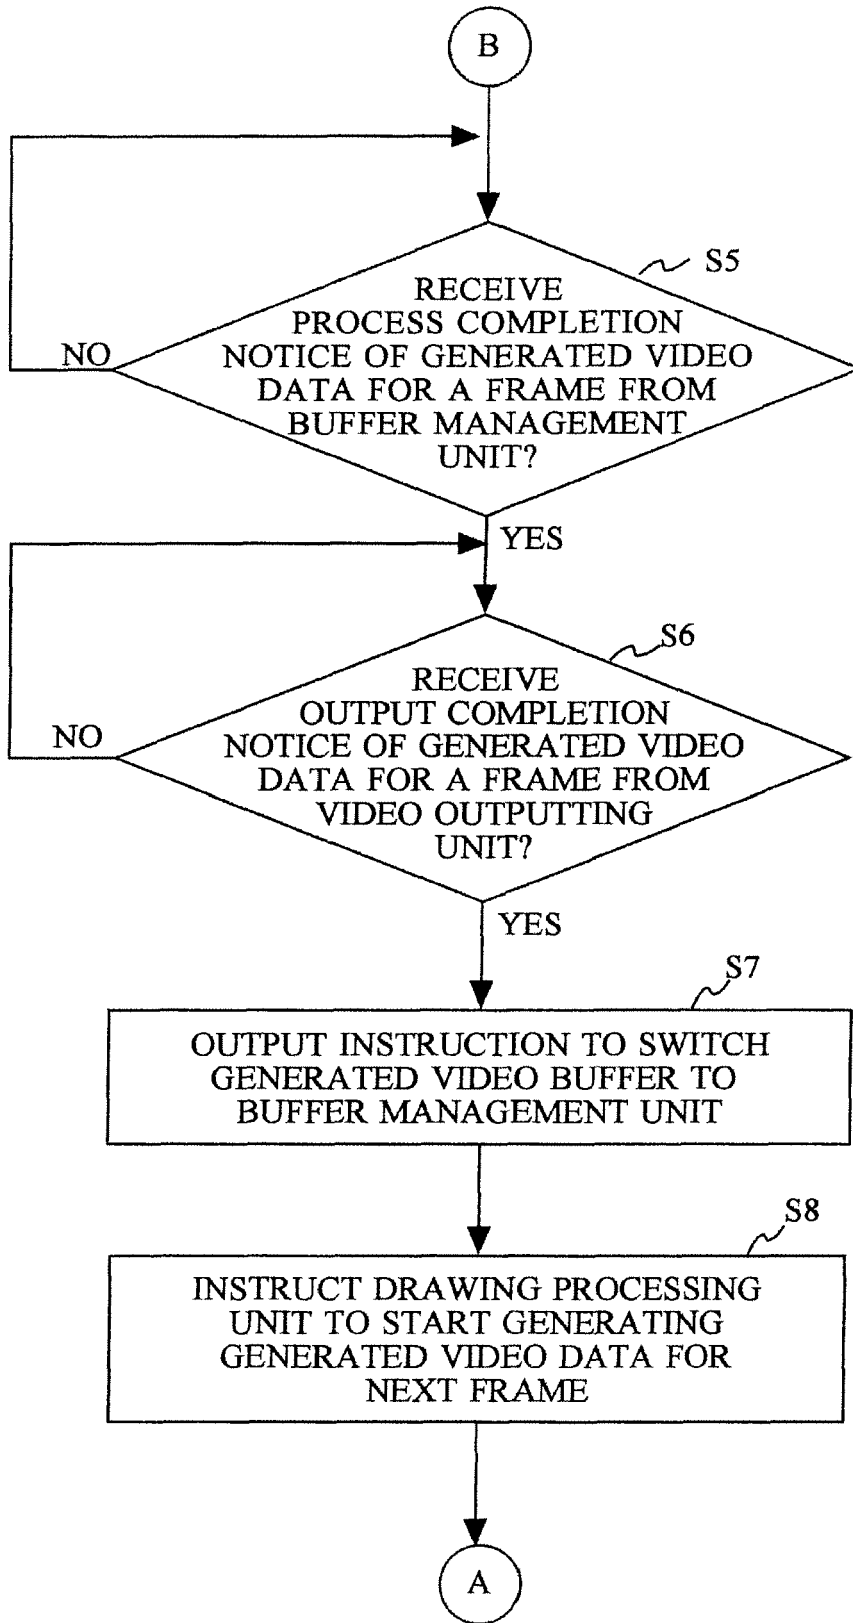 B
S5
RECEIVE
PROCESS COMPLETION
NOTICE OF GENERATED VIDEO
DATA FOR A FRAME FROM
BUFFER MANAGEMENT
UNIT?
NO
YES
S6
RECEIVE
OUTPUT COMPLETION
NOTICE OF GENERATED VIDEO
DATA FOR A FRAME FROM
VIDEO OUTPUTTING
UNIT?
NO
YES
S7
OUTPUT INSTRUCTION TO SWITCH
GENERATED VIDEO BUFFER TO
BUFFER MANAGEMENT UNIT
S8
INSTRUCT DRAWING PROCESSING
UNIT TO START GENERATING
GENERATED VIDEO DATA FOR
NEXT FRAME
A